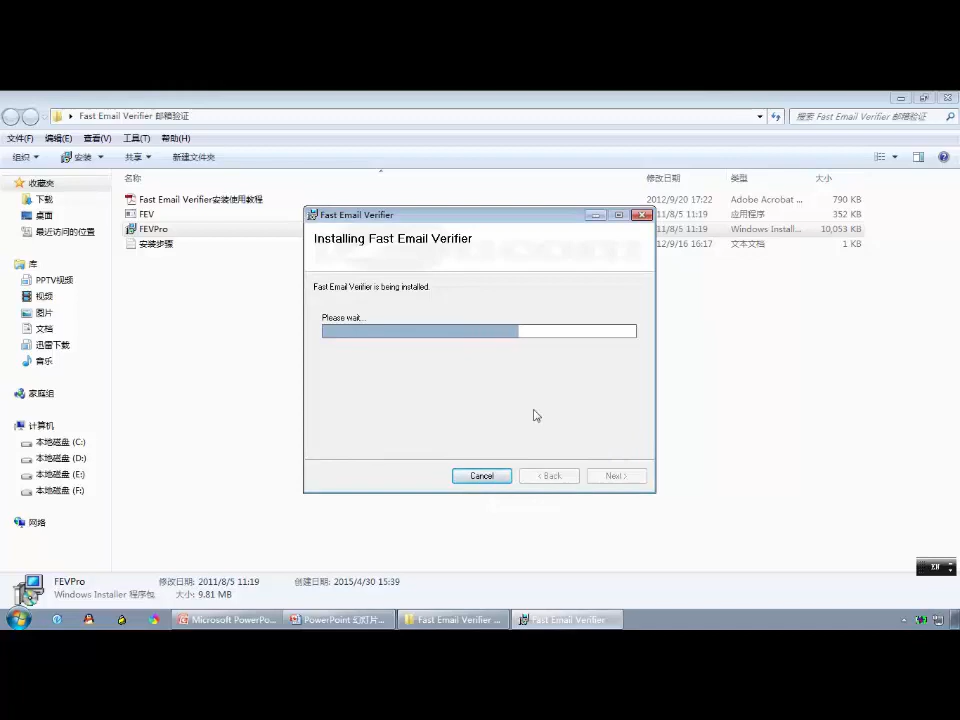 Fast Email Verifier 邮箱验证
搜索 Fast Email Verifier 邮箱验证
文件(F) 编辑(E) 查看(V) 工具(T) 帮助(H)
组织 安装 共享 新建文件夹
收藏夹
下载
桌面
最近访问的位置
库
PPTV视频
视频
图片
文档
迅雷下载
音乐
家庭组
计算机
本地磁盘 (C:)
本地磁盘 (D:)
本地磁盘 (E:)
本地磁盘 (F:)
网络
名称 修改日期 类型 大小
Fast Email Verifier安装使用教程 2012/9/20 17:22 Adobe Acrobat ... 790 KB
FEV 11/8/5 11:19 应用程序 352 KB
FEVPro 11/8/5 11:19 Windows Install... 10,053 KB
安装步骤 12/9/16 16:17 文本文档 1 KB
Fast Email Verifier
Installing Fast Email Verifier
Fast Email Verifier is being installed.
Please wait...
Cancel < Back Next >
FEVPro 修改日期: 2011/8/5 11:19 创建日期: 2015/4/30 15:39
Windows Installer 程序包 大小: 9.81 MB
Microsoft PowerPo... PowerPoint 幻灯片... Fast Email Verifier ... Fast Email Verifier